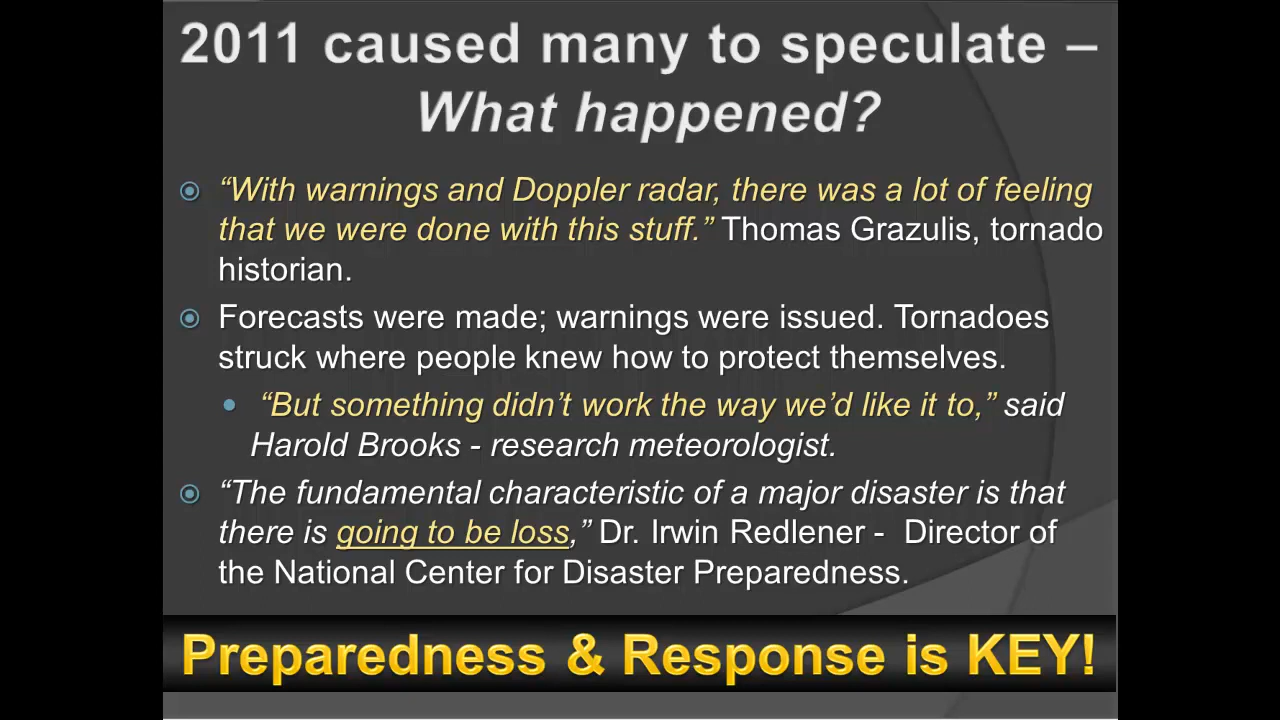 2011 caused many to speculate –
What happened?
“With warnings and Doppler radar, there was a lot of feeling
that we were done with this stuff.” Thomas Grazulis, tornado
historian.
Forecasts were made; warnings were issued. Tornadoes
struck where people knew how to protect themselves.
“But something didn’t work the way we’d like it to,” said
Harold Brooks - research meteorologist.
“The fundamental characteristic of a major disaster is that
there is going to be loss,” Dr. Irwin Redlener - Director of
the National Center for Disaster Preparedness.
Preparedness & Response is KEY!